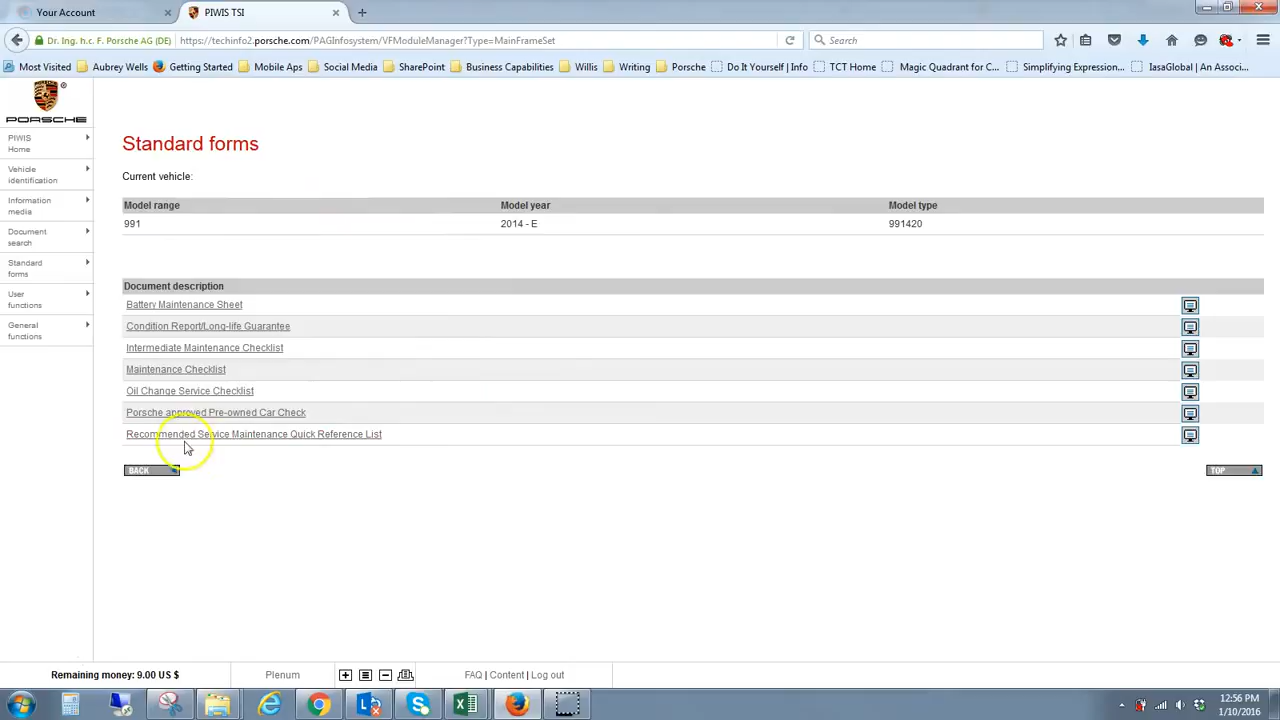 Your Account
PIWIS TSI
Dr. Ing. h.c. F. Porsche AG (DE)
https://techinfo2.porsche.com/PAGInfosystem/VFModuleManager?Type=MainFrameSet
Search
Most Visited
Aubrey Wells
Getting Started
Mobile Aps
Social Media
SharePoint
Business Capabilities
Willis
Writing
Porsche
Do It Yourself | Info
TCT Home
Magic Quadrant for C...
Simplifying Expression...
IasaGlobal | An Associ...
PORSCHE
PIWIS
Home
Vehicle
identification
Information
media
Document
search
Standard
forms
User
functions
General
functions
Standard forms
Current vehicle:
Model range Model year Model type
991 2014 - E 991420
Document description
Battery Maintenance Sheet
Condition Report/Long-life Guarantee
Intermediate Maintenance Checklist
Maintenance Checklist
Oil Change Service Checklist
Porsche approved Pre-owned Car Check
Recommended Service Maintenance Quick Reference List
BACK
TOP
Remaining money: 9.00 US $
Plenum
FAQ | Content | Log out
12:56 PM
1/10/2016